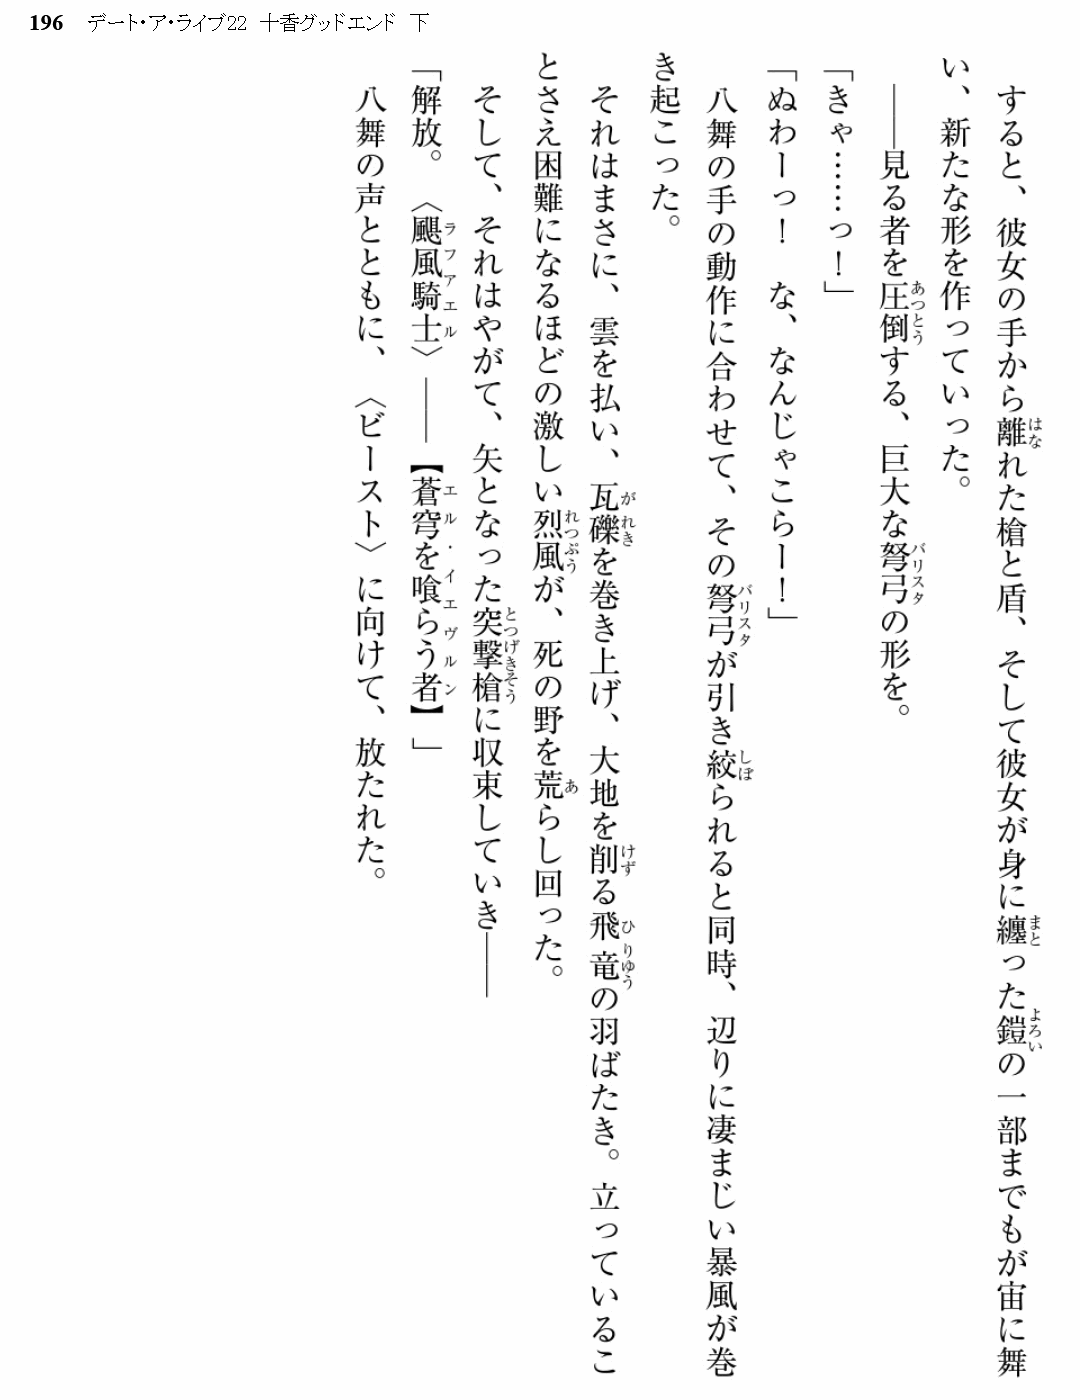 196 デート・ア・ライブ22 十香グッドエンド 下
すると、彼女の手から離れた槍と盾、そして彼女が身に纏った鎧の一部までもが宙に舞
い、新たな形を作っていった。
――見る者を圧倒する、巨大な弩弓の形を。
「きゃ……っ！」
「ぬわーっ！ な、なんじゃこらー！」
八舞の手の動作に合わせて、その弩弓が引き絞られると同時、辺りに凄まじい暴風が巻
き起こった。
それはまさに、雲を払い、瓦礫を巻き上げ、大地を削る飛竜の羽ばたき。立っているこ
とさえ困難になるほどの激しい烈風が、死の野を荒らし回った。
そして、それはやがて、矢となった突撃槍に収束していき――
「解放。〈颶風騎士〉――【蒼穹を喰らう者】」
八舞の声とともに、〈ビースト〉に向けて、放たれた。